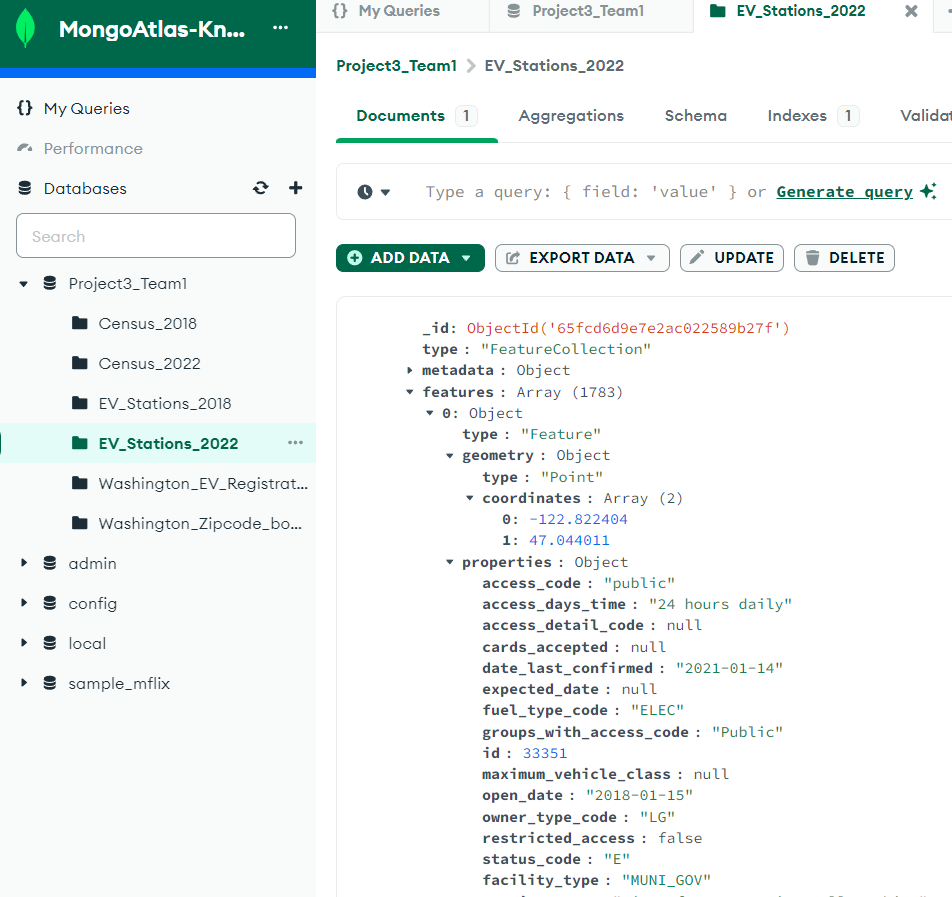 MongoAtlas-Kn...
My Queries
Performance
Databases
Search
Project3_Team1
Census_2018
Census_2022
EV_Stations_2018
EV_Stations_2022
Washington_EV_Registrat...
Washington_Zipcode_bo...
admin
config
local
sample_mflix
My Queries
Project3_Team1
EV_Stations_2022
Project3_Team1 > EV_Stations_2022
Documents 1 Aggregations Schema Indexes 1 Validat
Type a query: { field: 'value' } or Generate query
ADD DATA EXPORT DATA UPDATE DELETE
_id: ObjectId('65fcd6d9e7e2ac022589b27f')
type : "FeatureCollection"
metadata : Object
features : Array (1783)
0: Object
type : "Feature"
geometry : Object
type : "Point"
coordinates : Array (2)
0: -122.822404
1: 47.044011
properties : Object
access_code : "public"
access_days_time : "24 hours daily"
access_detail_code : null
cards_accepted : null
date_last_confirmed : "2021-01-14"
expected_date : null
fuel_type_code : "ELEC"
groups_with_access_code : "Public"
id : 33351
maximum_vehicle_class : null
open_date : "2018-01-15"
owner_type_code : "LG"
restricted_access : false
status_code : "E"
facility_type : "MUNI_GOV"